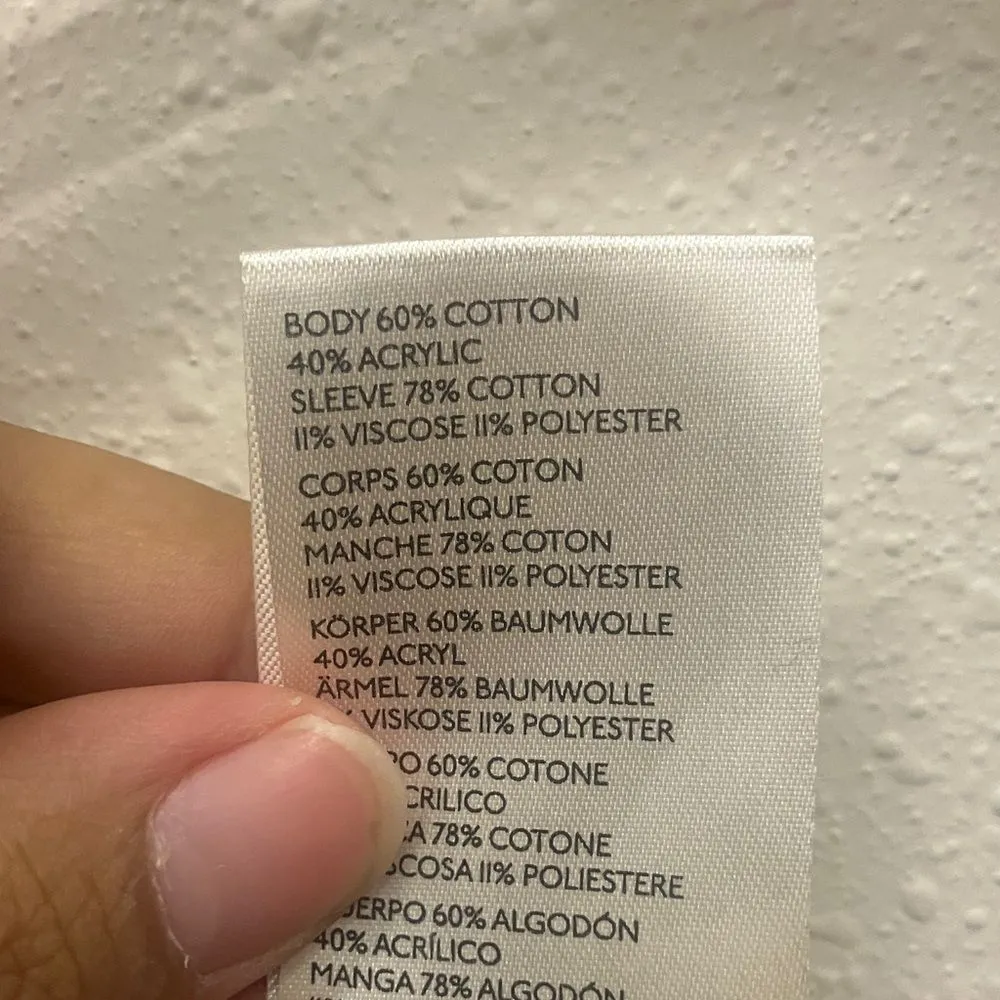 BODY 60% COTTON
40% ACRYLIC
SLEEVE 78% COTTON
11% VISCOSE 11% POLYESTER
CORPS 60% COTON
40% ACRYLIQUE
MANCHE 78% COTON
11% VISCOSE 11% POLYESTER
KÖRPER 60% BAUMWOLLE
40% ACRYL
ÄRMEL 78% BAUMWOLLE
VISKOSE 11% POLYESTER
60% COTONE
78% COTONE
11% POLIESTERE
60% ALGODÓN
40% ACRÍLICO
MANGA 78% ALGODÓN